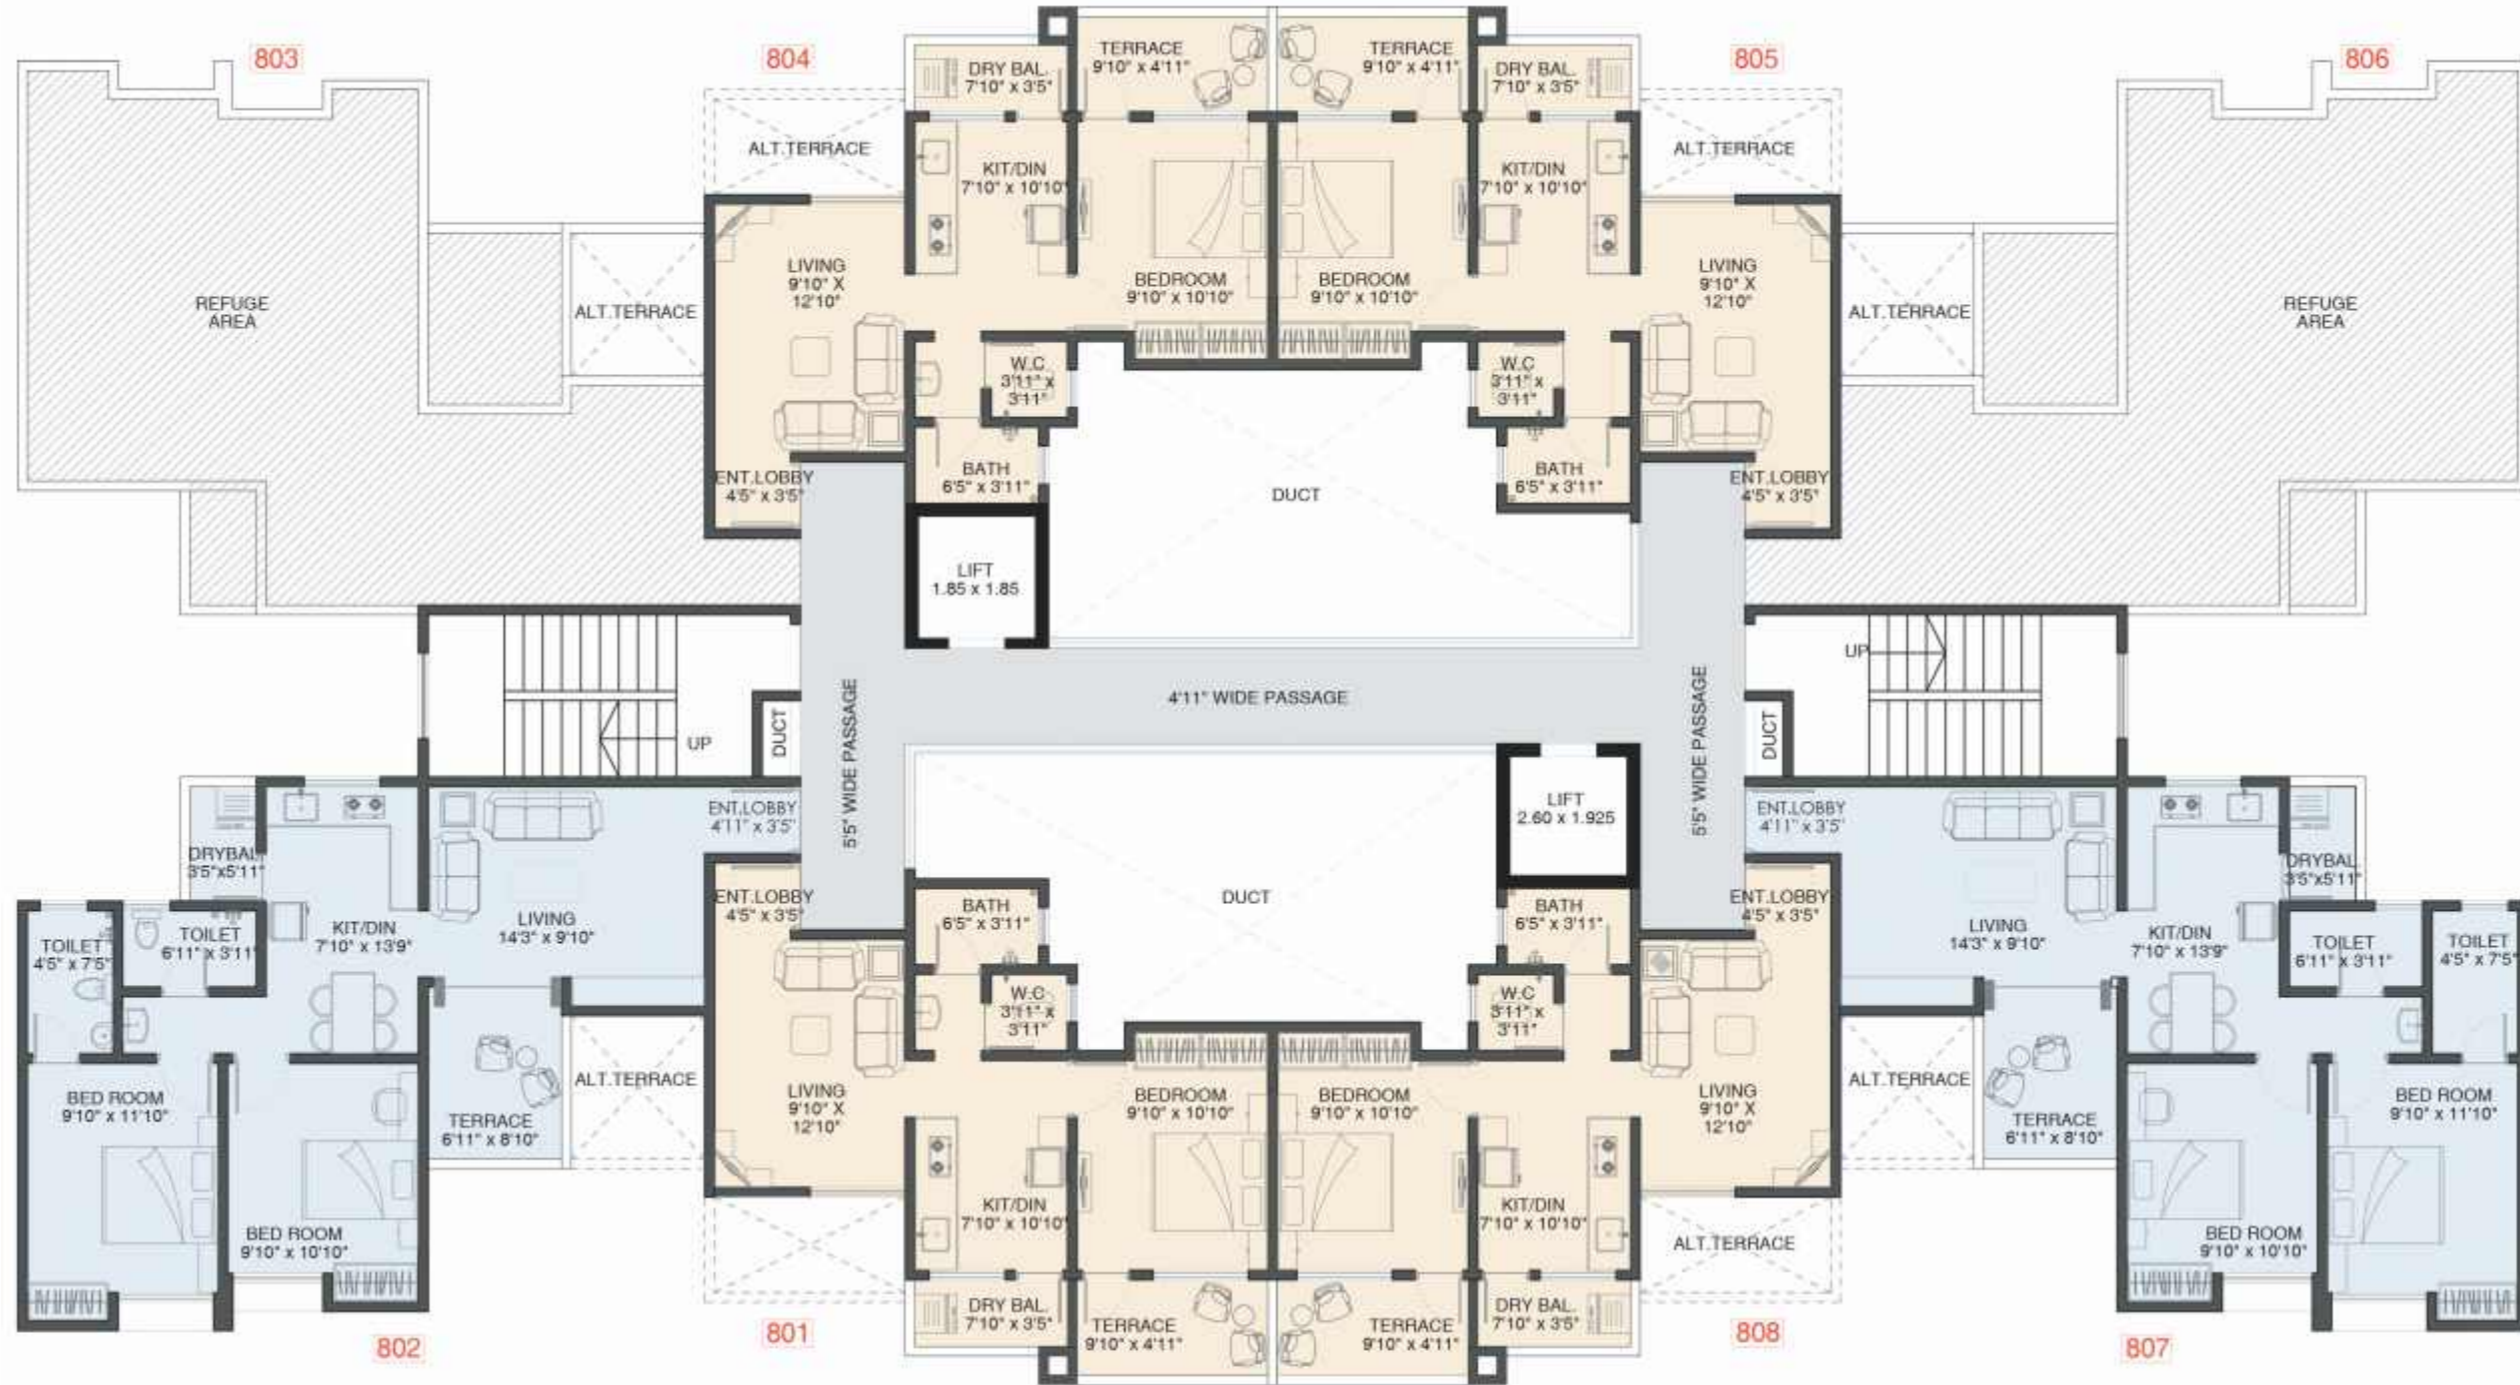 803
804
805
806
TERRACE
9'10" x 4'11"
TERRACE
9'10" x 4'11"
DRY BAL.
7'10" x 3'5"
DRY BAL.
7'10" x 3'5"
ALT.TERRACE
ALT.TERRACE
KIT/DIN
7'10" x 10'10"
KIT/DIN
7'10" x 10'10"
LIVING
9'10" X
12'10"
BEDROOM
9'10" x 10'10"
BEDROOM
9'10" x 10'10"
LIVING
9'10" X
12'10"
REFUGE
AREA
ALT.TERRACE
ALT.TERRACE
REFUGE
AREA
W.C
3'11" x
3'11"
W.C
3'11" x
3'11"
ENT.LOBBY
4'5" x 3'5"
BATH
6'5" x 3'11"
DUCT
BATH
6'5" x 3'11"
ENT.LOBBY
4'5" x 3'5"
LIFT
1.85 x 1.85
UP
DUCT
5'5" WIDE PASSAGE
4'11" WIDE PASSAGE
5'5" WIDE PASSAGE
DUCT
UP
LIFT
2.60 x 1.925
ENT.LOBBY
4'11" x 3'5"
ENT.LOBBY
4'11" x 3'5"
DRYBAL.
3'5"x5'11"
DRYBAL.
3'5"x5'11"
ENT.LOBBY
4'5" x 3'5"
BATH
6'5" x 3'11"
DUCT
BATH
6'5" x 3'11"
ENT.LOBBY
4'5" x 3'5"
TOILET
4'5" x 7'5"
TOILET
6'11" x 3'11"
KIT/DIN
7'10" x 13'9"
LIVING
14'3" x 9'10"
LIVING
14'3" x 9'10"
KIT/DIN
7'10" x 13'9"
TOILET
6'11" x 3'11"
TOILET
4'5" x 7'5"
W.C
3'11" x
3'11"
W.C
3'11" x
3'11"
BED ROOM
9'10" x 11'10"
ALT.TERRACE
LIVING
9'10" X
12'10"
BEDROOM
9'10" x 10'10"
BEDROOM
9'10" x 10'10"
LIVING
9'10" X
12'10"
ALT.TERRACE
BED ROOM
9'10" x 11'10"
TERRACE
6'11" x 8'10"
TERRACE
6'11" x 8'10"
BED ROOM
9'10" x 10'10"
KIT/DIN
7'10" x 10'10"
KIT/DIN
7'10" x 10'10"
ALT.TERRACE
BED ROOM
9'10" x 10'10"
DRY BAL.
7'10" x 3'5"
TERRACE
9'10" x 4'11"
TERRACE
9'10" x 4'11"
DRY BAL.
7'10" x 3'5"
802
801
808
807